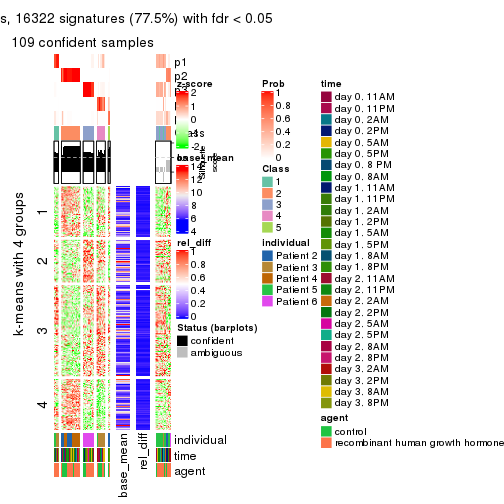 s, 16322 signatures (77.5%) with fdr < 0.05
109 confident samples
p1
p2
z-score
2
1
0
-1
-2
base_mean
14
12
10
8
6
4
rel_diff
1
0.8
0.6
0.4
0.2
0
Status (barplots)
confident
ambiguous
Prob
1
0.8
0.6
0.4
0.2
0
Class
1
2
3
4
5
individual
Patient 2
Patient 3
Patient 4
Patient 5
Patient 6
time
day 0. 11AM
day 0. 11PM
day 0. 2AM
day 0. 2PM
day 0. 5AM
day 0. 5PM
day 0. 8 PM
day 0. 8AM
day 1. 11AM
day 1. 11PM
day 1. 2AM
day 1. 2PM
day 1. 5AM
day 1. 5PM
day 1. 8AM
day 1. 8PM
day 2. 11AM
day 2. 11PM
day 2. 2AM
day 2. 2PM
day 2. 5AM
day 2. 5PM
day 2. 8AM
day 2. 8PM
day 3. 2AM
day 3. 2PM
day 3. 8AM
day 3. 8PM
agent
control
recombinant human growth hormone
k-means with 4 groups
1
2
3
4
individual
time
agent
base_mean
rel_diff